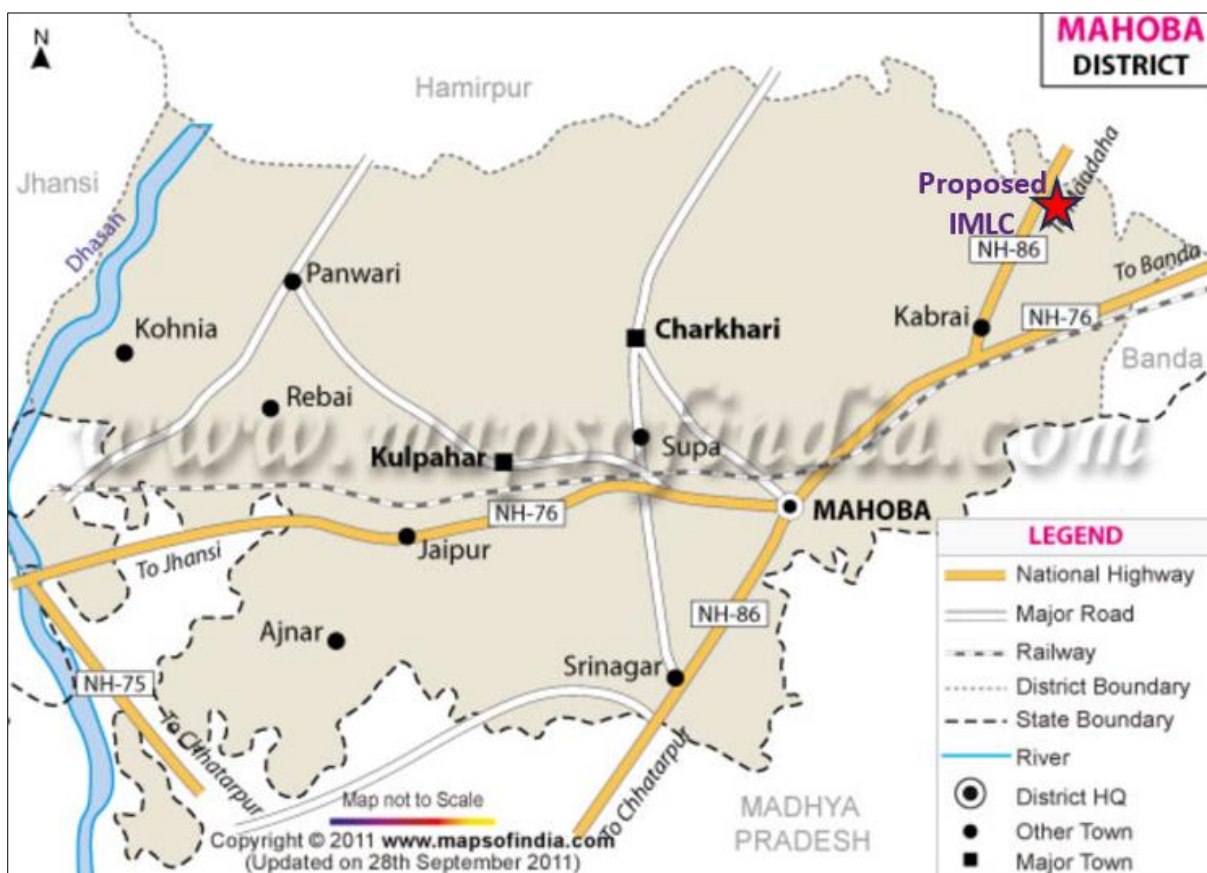 N
MAHOBA
DISTRICT
Hamirpur
Jhansi
Dhasan
Proposed
IMLC
NH-86
To Banda
Panwari
Kohnia
Charkhari
Kabrai
NH-76
Banda
Rebai
www.mapsofindia.com
Kulpahar
Supa
MAHOBA
NH-76
Jaipur
To Jhansi
Ajnar
NH-86
Srinagar
NH-75
To Chhatarpur
To Chhatarpur
MADHYA
PRADESH
LEGEND
National Highway
Major Road
Railway
District Boundary
State Boundary
River
District HQ
Other Town
Major Town
Map not to Scale
Copyright © 2011 www.mapsofindia.com
(Updated on 28th September 2011)